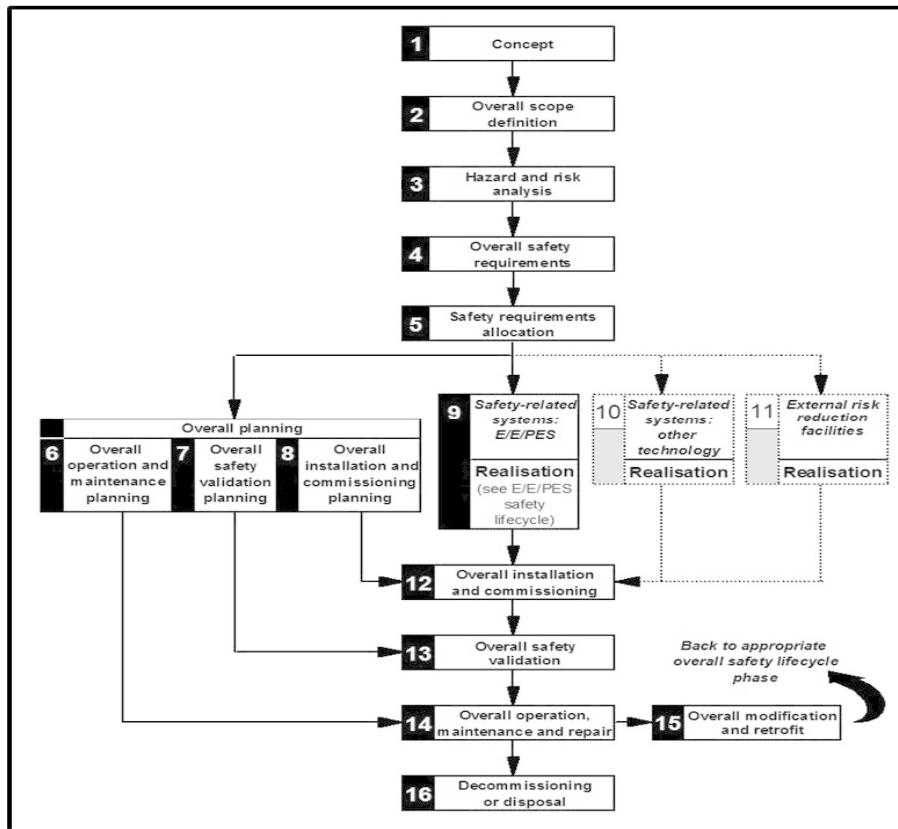 1
Concept
2
Overall scope
definition
3
Hazard and risk
analysis
4
Overall safety
requirements
5
Safety requirements
allocation
Overall planning
6
Overall
operation and
maintenance
planning
7
Overall
safety
validation
planning
8
Overall
installation and
commissioning
planning
9
Safety-related
systems:
E/E/PES
Realisation
(see E/E/PES
safety
lifecycle)
10
Safety-related
systems:
other
technology
Realisation
11
External risk
reduction
facilities
Realisation
12
Overall installation
and commissioning
13
Overall safety
validation
Back to appropriate
overall safety lifecycle
phase
14
Overall operation,
maintenance and repair
15
Overall modification
and retrofit
16
Decommissioning
or disposal